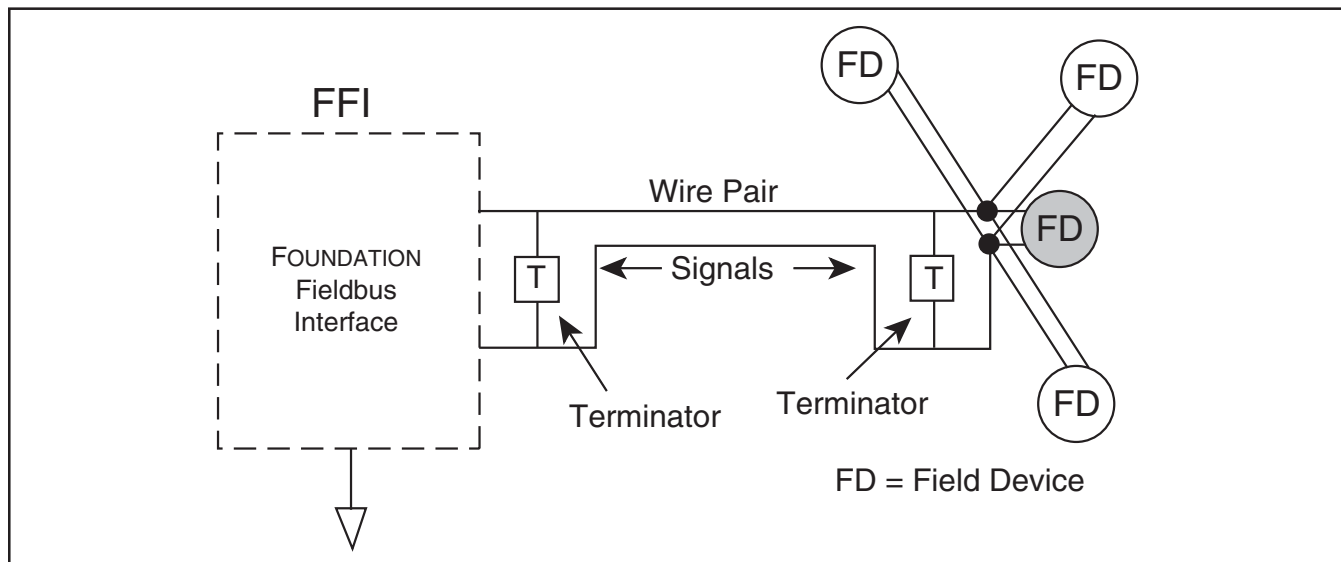 FFI
FOUNDATION
Fieldbus
Interface
Wire Pair
T
Signals
T
Terminator
Terminator
FD
FD
FD
FD
FD = Field Device